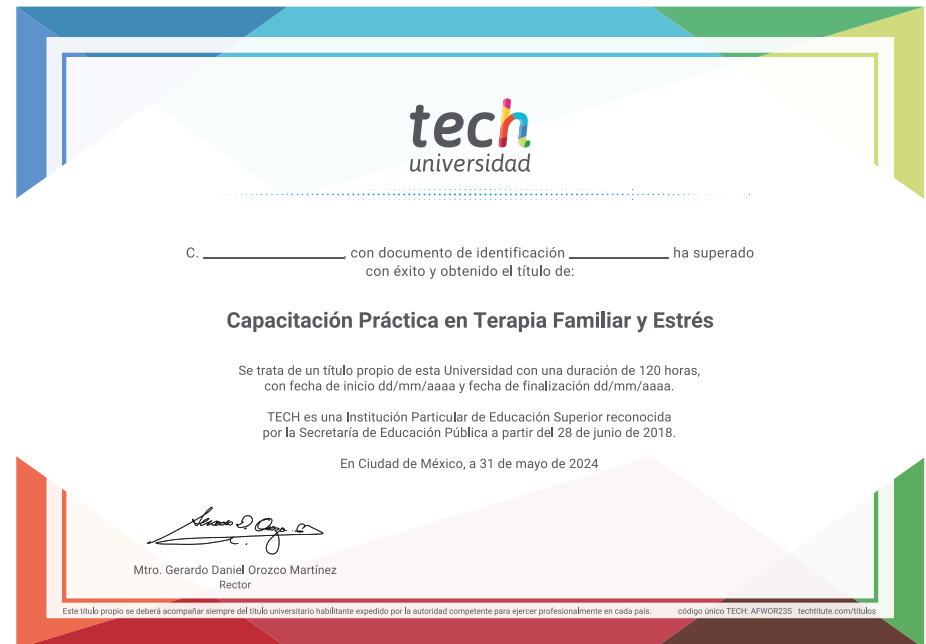 tech
universidad
C. ____________, con documento de identificación ____________ ha superado
con éxito y obtenido el título de:
Capacitación Práctica en Terapia Familiar y Estrés
Se trata de un título propio de esta Universidad con una duración de 120 horas,
con fecha de inicio dd/mm/aaaa y fecha de finalización dd/mm/aaaa.
TECH es una Institución Particular de Educación Superior reconocida
por la Secretaría de Educación Pública a partir del 28 de junio de 2018.
En Ciudad de México, a 31 de mayo de 2024
Mtro. Gerardo Daniel Orozco Martínez
Rector
Este título propio se deberá acompañar siempre del título universitario habilitante expedido por la autoridad competente para ejercer profesionalmente en cada país. código único TECH: AFWOR23S techtitute.com/titulos